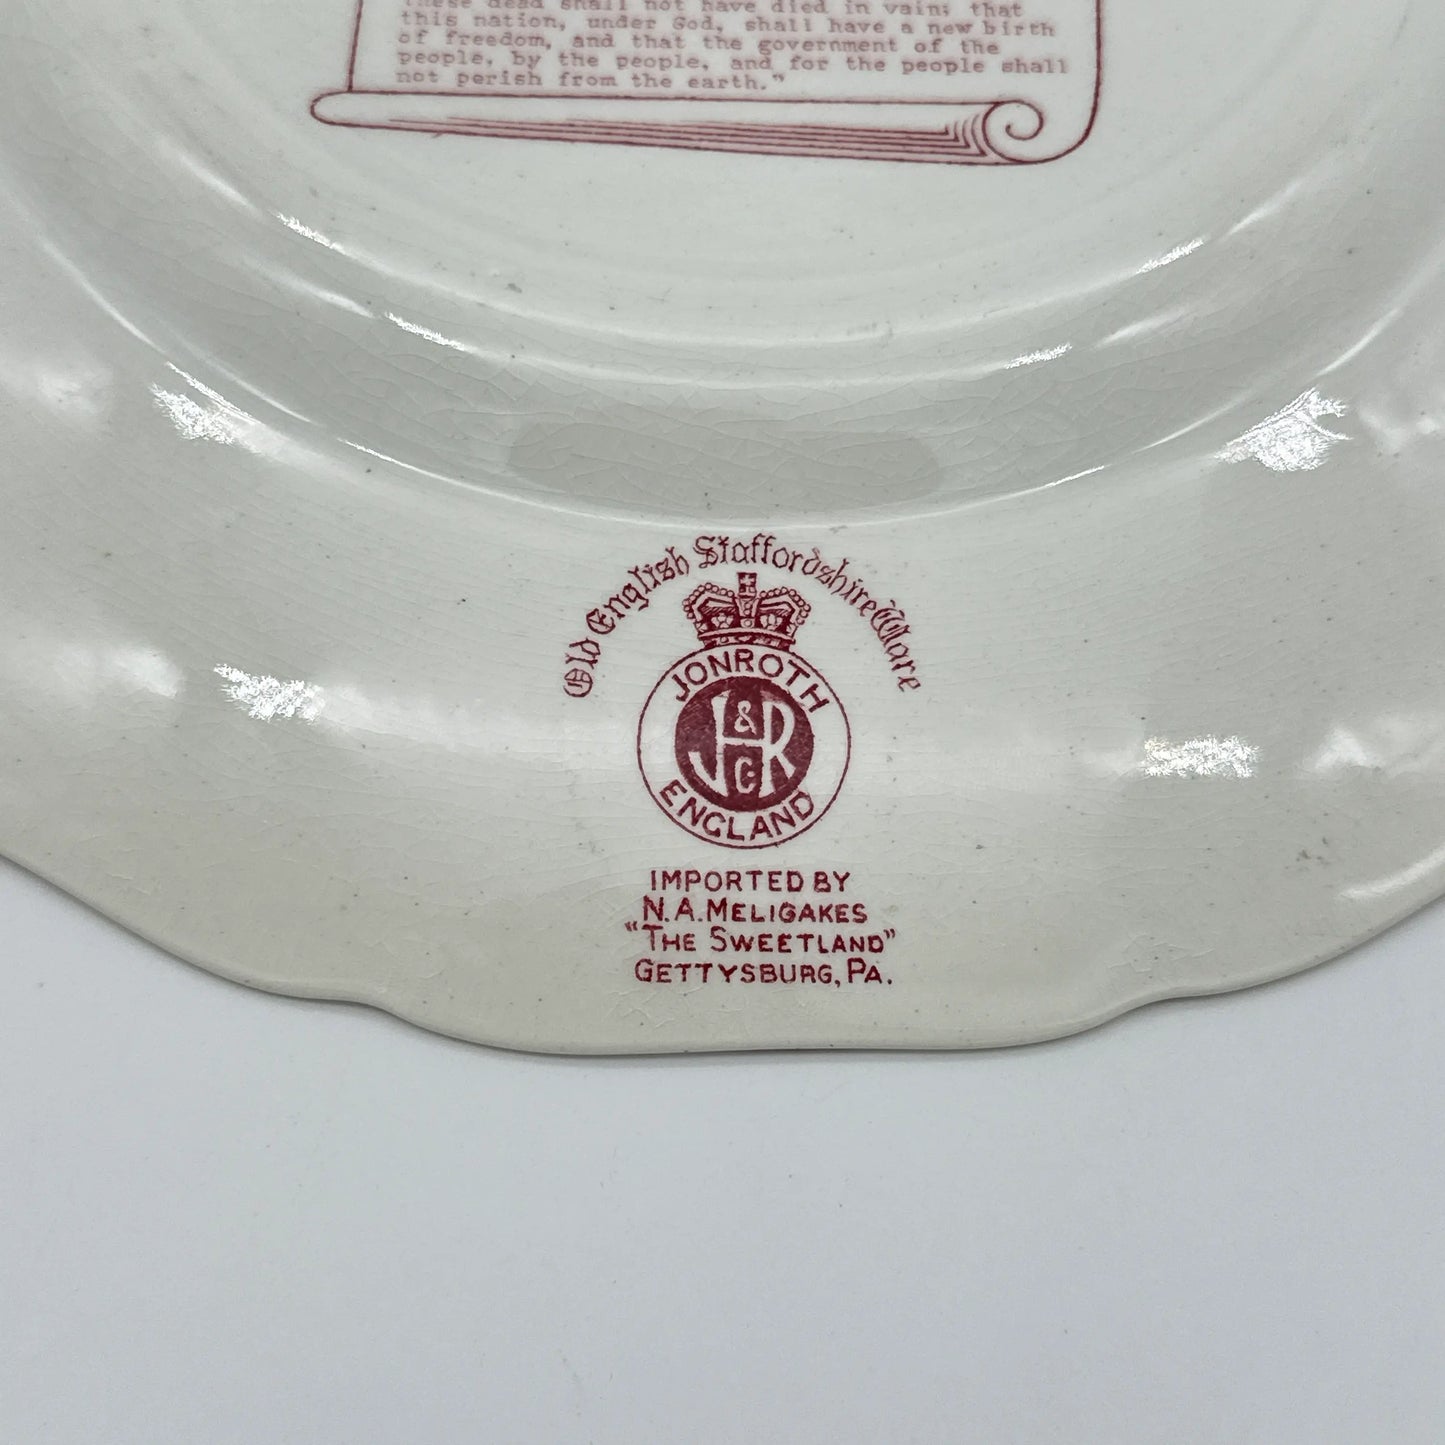 these dead shall not have died in vain; that
this nation, under God, shall have a new birth
of freedom, and that the government of the
people, by the people, and for the people shall
not perish from the earth."
Old English Staffordshire Ware
JONROTH
J&RC
ENGLAND
IMPORTED BY
N. A. MELIGAKES
"THE SWEETLAND"
GETTYSBURG, PA.